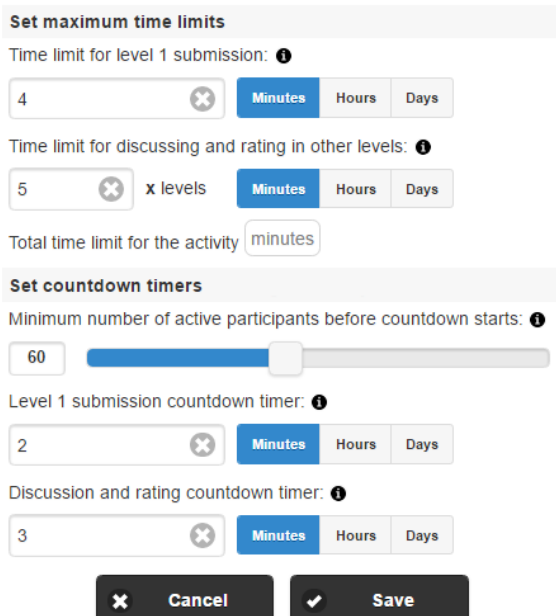 Set maximum time limits
Time limit for level 1 submission: i
4 Minutes Hours Days
Time limit for discussing and rating in other levels: i
5 x levels Minutes Hours Days
Total time limit for the activity minutes
Set countdown timers
Minimum number of active participants before countdown starts: i
60
Level 1 submission countdown timer: i
2 Minutes Hours Days
Discussion and rating countdown timer: i
3 Minutes Hours Days
Cancel Save